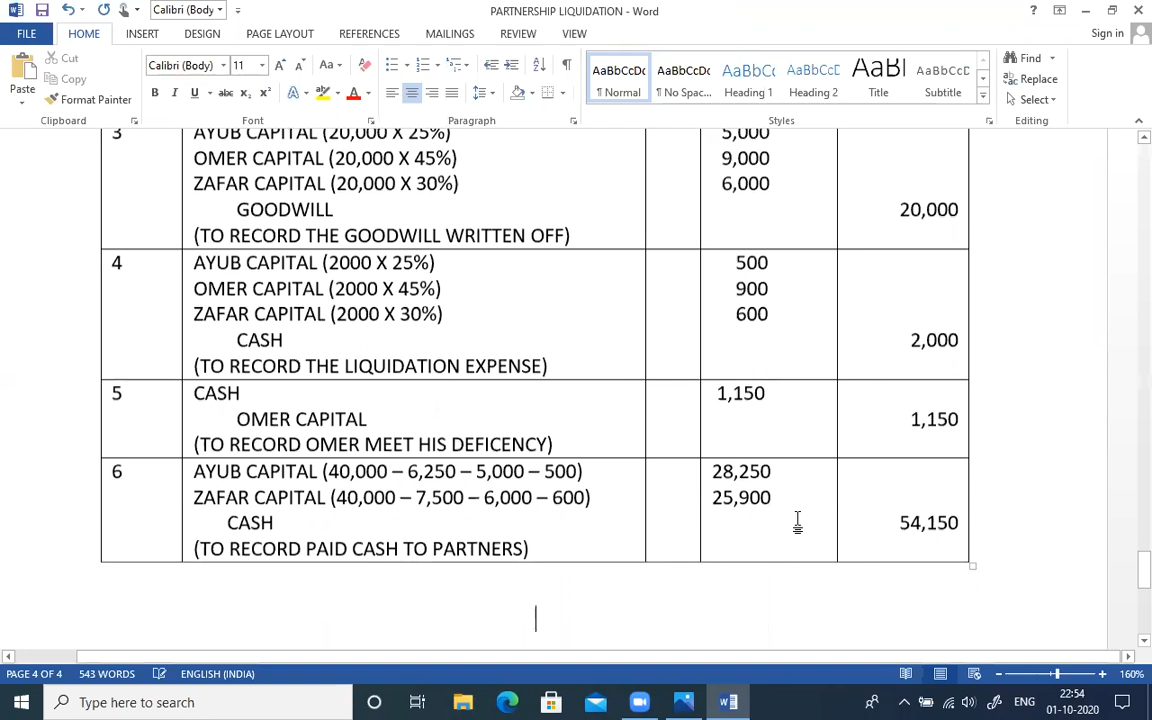 PARTNERSHIP LIQUIDATION - Word
Calibri (Body
FILE HOME INSERT DESIGN PAGE LAYOUT REFERENCES MAILINGS REVIEW VIEW Sign in
Paste
Cut
Copy
Format Painter
Clipboard
Calibri (Body) 11
Font
Paragraph
AaBbCcDc ¶ Normal
AaBbCcDc ¶ No Spac...
AaBbCc Heading 1
AaBbCcD Heading 2
AaBl Title
AaBbCcD Subtitle
Styles
Find
Replace
Select
Editing
3 AYUB CAPITAL (20,000 X 25%) 5,000
OMER CAPITAL (20,000 X 45%) 9,000
ZAFAR CAPITAL (20,000 X 30%) 6,000
GOODWILL 20,000
(TO RECORD THE GOODWILL WRITTEN OFF)
4 AYUB CAPITAL (2000 X 25%) 500
OMER CAPITAL (2000 X 45%) 900
ZAFAR CAPITAL (2000 X 30%) 600
CASH 2,000
(TO RECORD THE LIQUIDATION EXPENSE)
5 CASH 1,150
OMER CAPITAL 1,150
(TO RECORD OMER MEET HIS DEFICENCY)
6 AYUB CAPITAL (40,000 – 6,250 – 5,000 – 500) 28,250
ZAFAR CAPITAL (40,000 – 7,500 – 6,000 – 600) 25,900
CASH 54,150
(TO RECORD PAID CASH TO PARTNERS)
PAGE 4 OF 4 543 WORDS ENGLISH (INDIA) 160%
Type here to search
ENG
22:54
01-10-2020